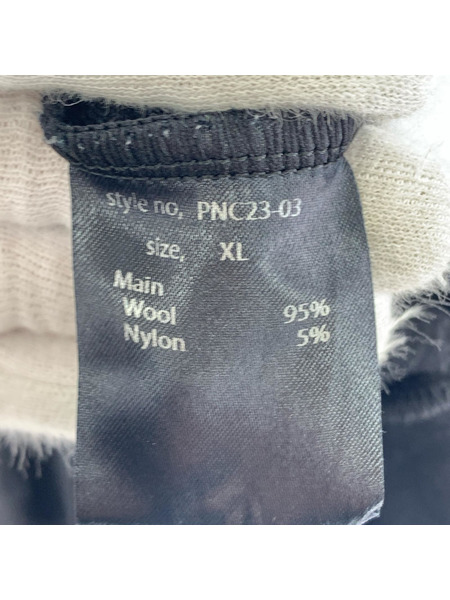 style no, PNC23-03
size, XL
Main
Wool 95%
Nylon 5%